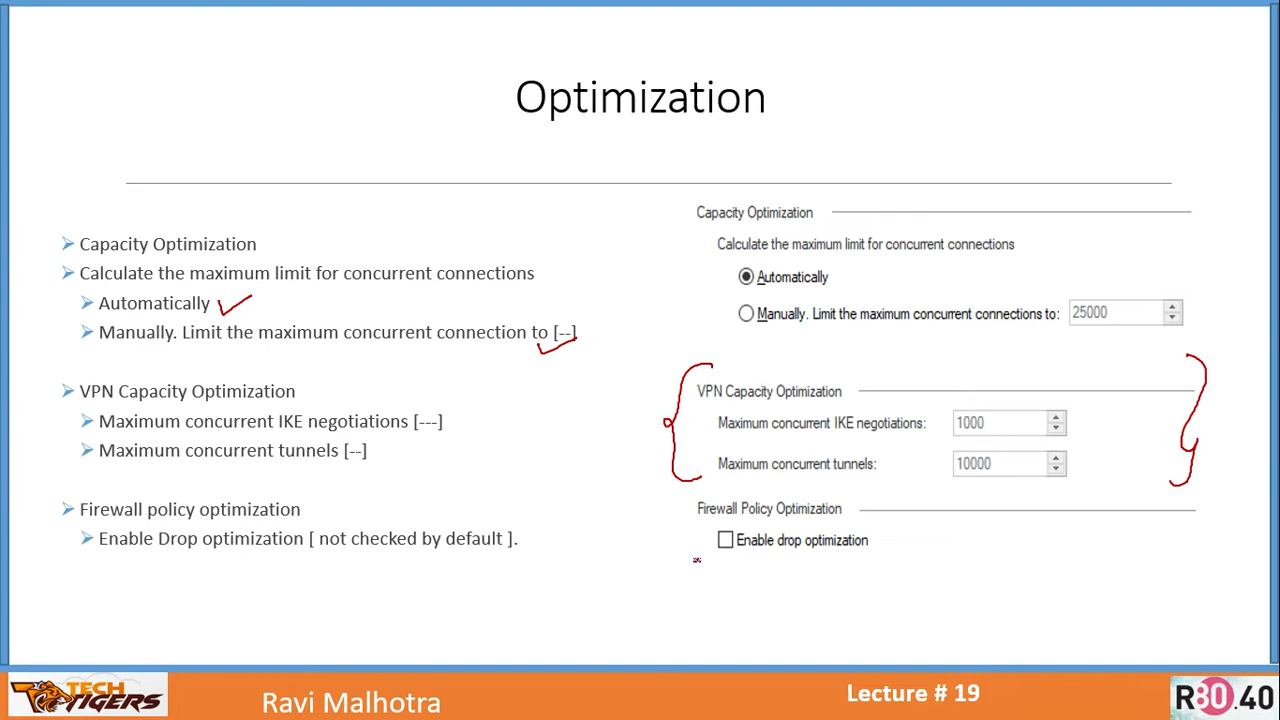 Optimization
Capacity Optimization
Calculate the maximum limit for concurrent connections
Automatically
Manually. Limit the maximum concurrent connection to [--]
VPN Capacity Optimization
Maximum concurrent IKE negotiations [---]
Maximum concurrent tunnels [--]
Firewall policy optimization
Enable Drop optimization [ not checked by default ].
Capacity Optimization
Calculate the maximum limit for concurrent connections
Automatically
Manually. Limit the maximum concurrent connections to: 25000
VPN Capacity Optimization
Maximum concurrent IKE negotiations: 1000
Maximum concurrent tunnels: 10000
Firewall Policy Optimization
Enable drop optimization
TECH
TIGERS
Ravi Malhotra
Lecture # 19
R80.40